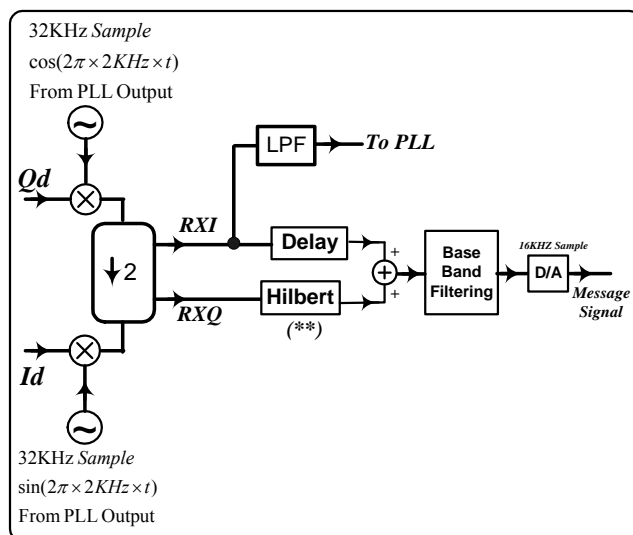 32KHz Sample
cos(2π×2KHz×t)
From PLL Output
~
Qd
×
LPF
To PLL
RXI
Delay
+
↓2
+
Base
Band
Filtering
16KHZ Sample
D/A
Message
Signal
RXQ
Hilbert
+
(**)
Id
×
~
32KHz Sample
sin(2π×2KHz×t)
From PLL Output